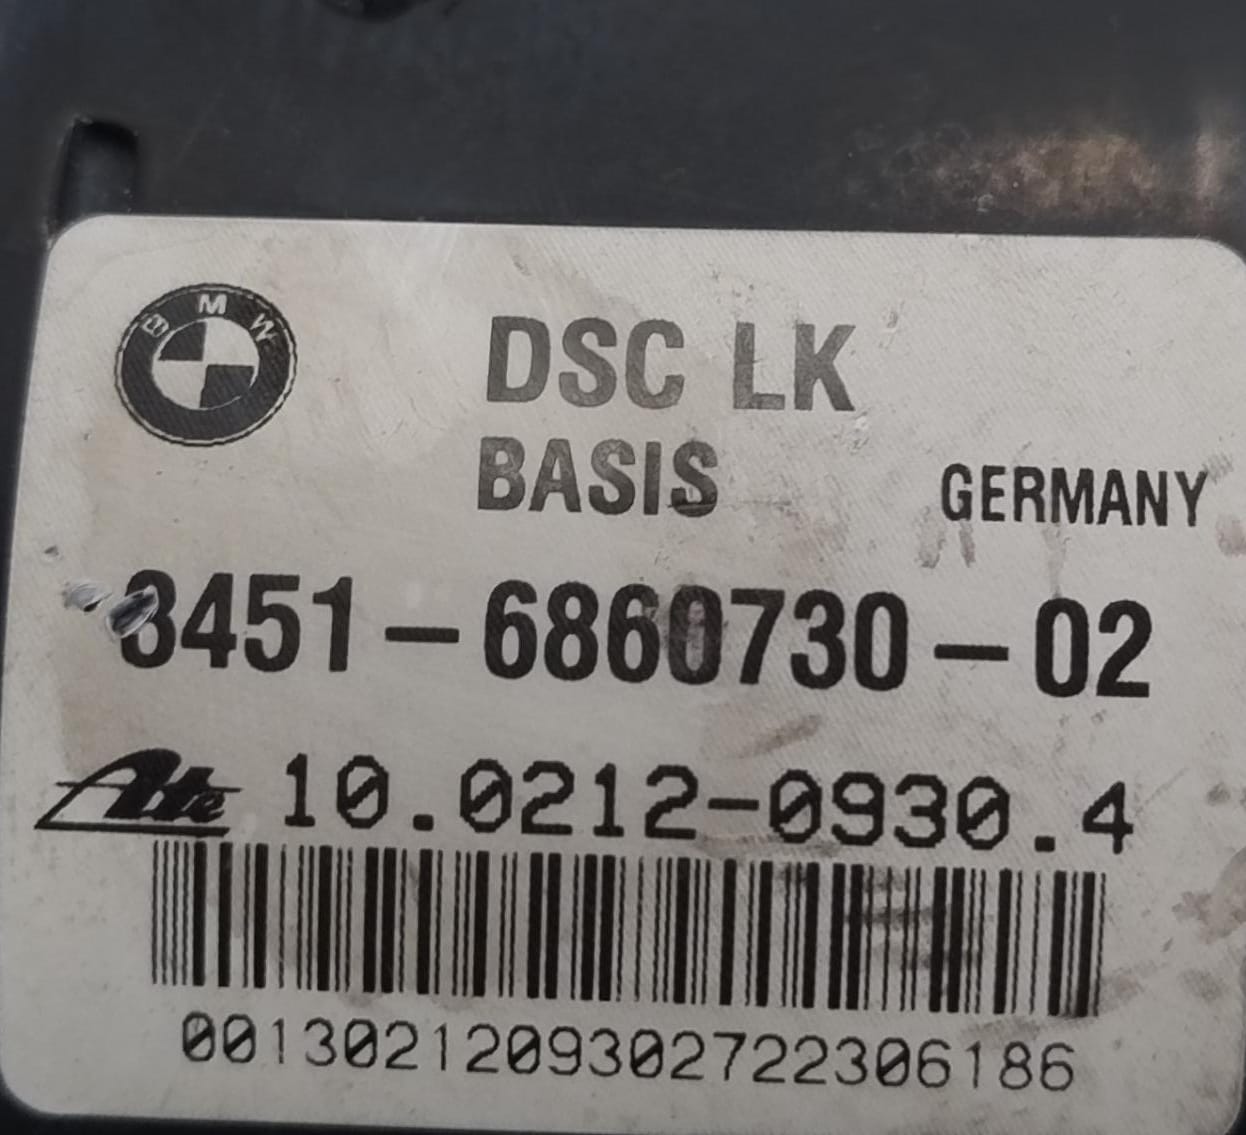 BMW
DSC LK
BASIS
GERMANY
3451-6860730-02
Ate 10.0212-0930.4
0013021209302722306186